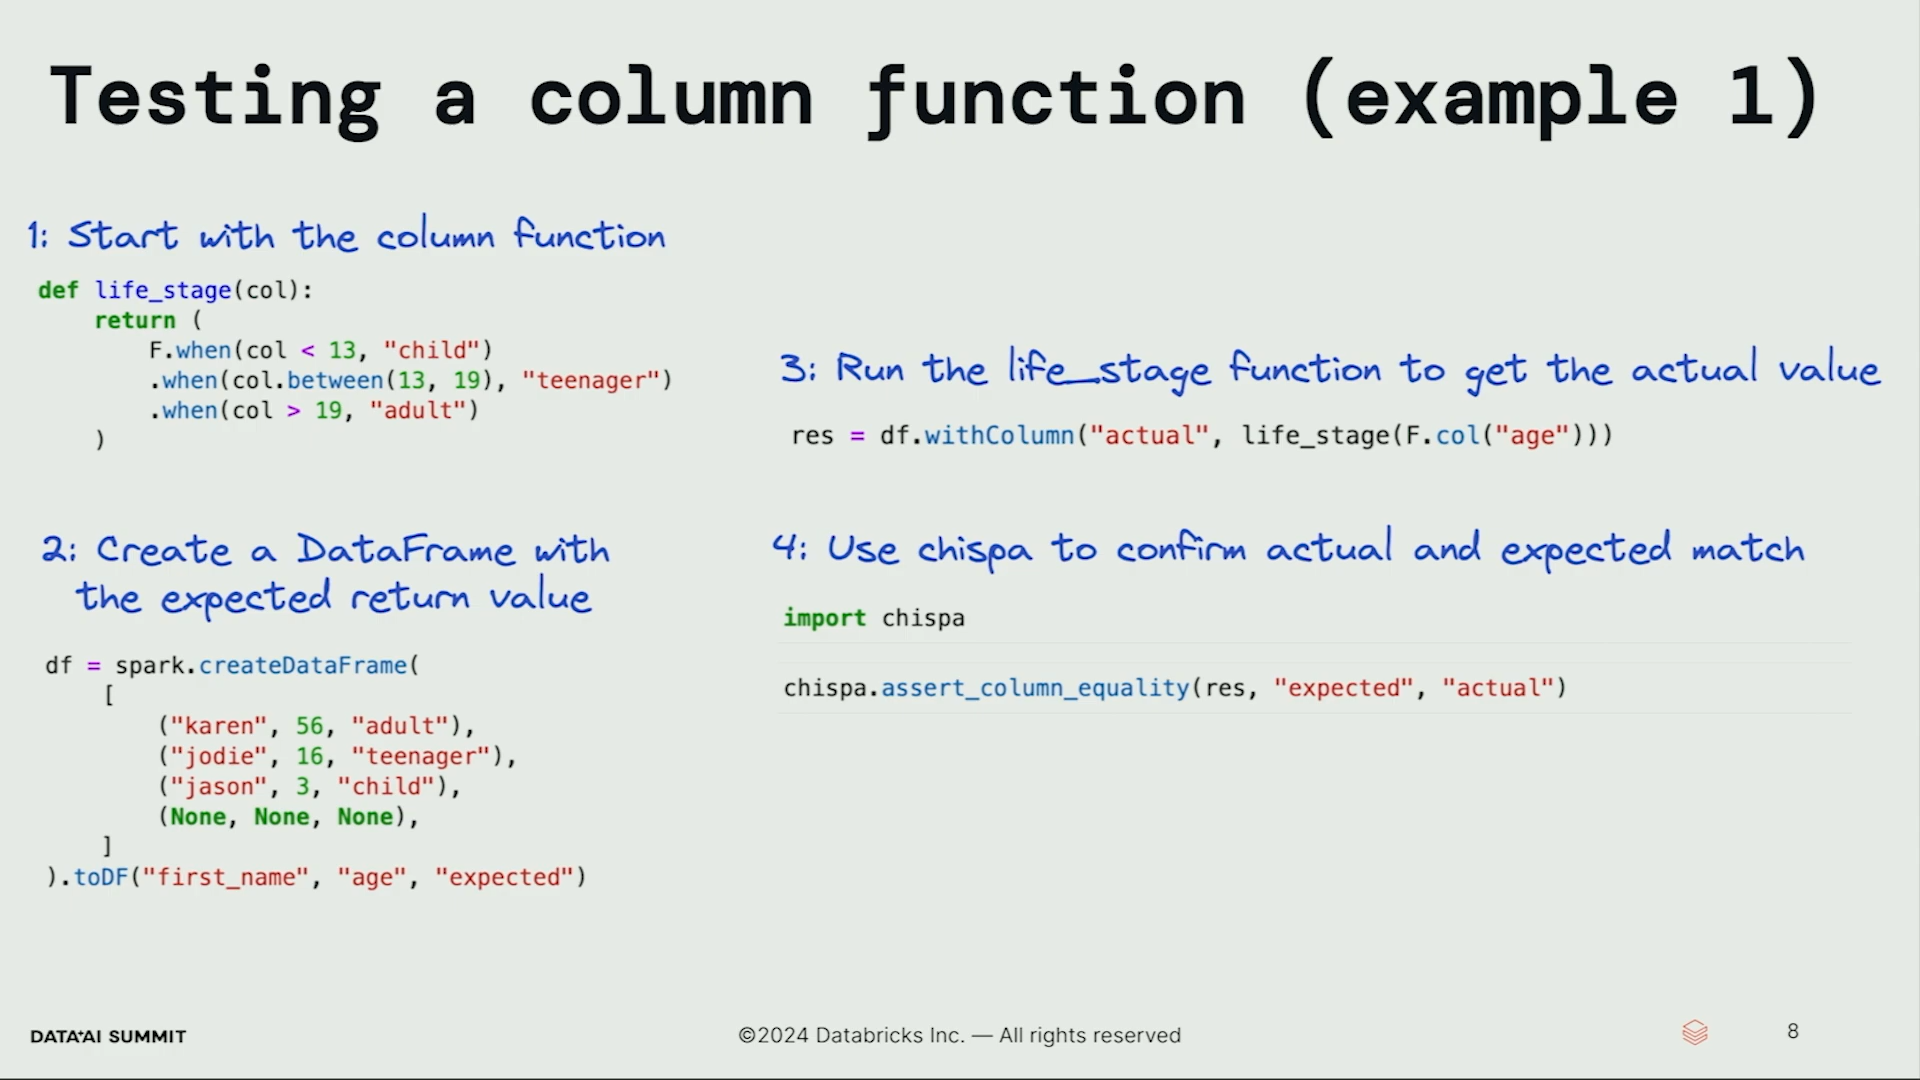 Testing a column function (example 1)
1: Start with the column function
def life_stage(col):
    return (
        F.when(col < 13, "child")
        .when(col.between(13, 19), "teenager")
        .when(col > 19, "adult")
    )
2: Create a DataFrame with
the expected return value
df = spark.createDataFrame(
    [
        ("karen", 56, "adult"),
        ("jodie", 16, "teenager"),
        ("jason", 3, "child"),
        (None, None, None),
    ]
).toDF("first_name", "age", "expected")
3: Run the life_stage function to get the actual value
res = df.withColumn("actual", life_stage(F.col("age")))
4: Use chispa to confirm actual and expected match
import chispa
chispa.assert_column_equality(res, "expected", "actual")
DATA+AI SUMMIT
©2024 Databricks Inc. — All rights reserved
8